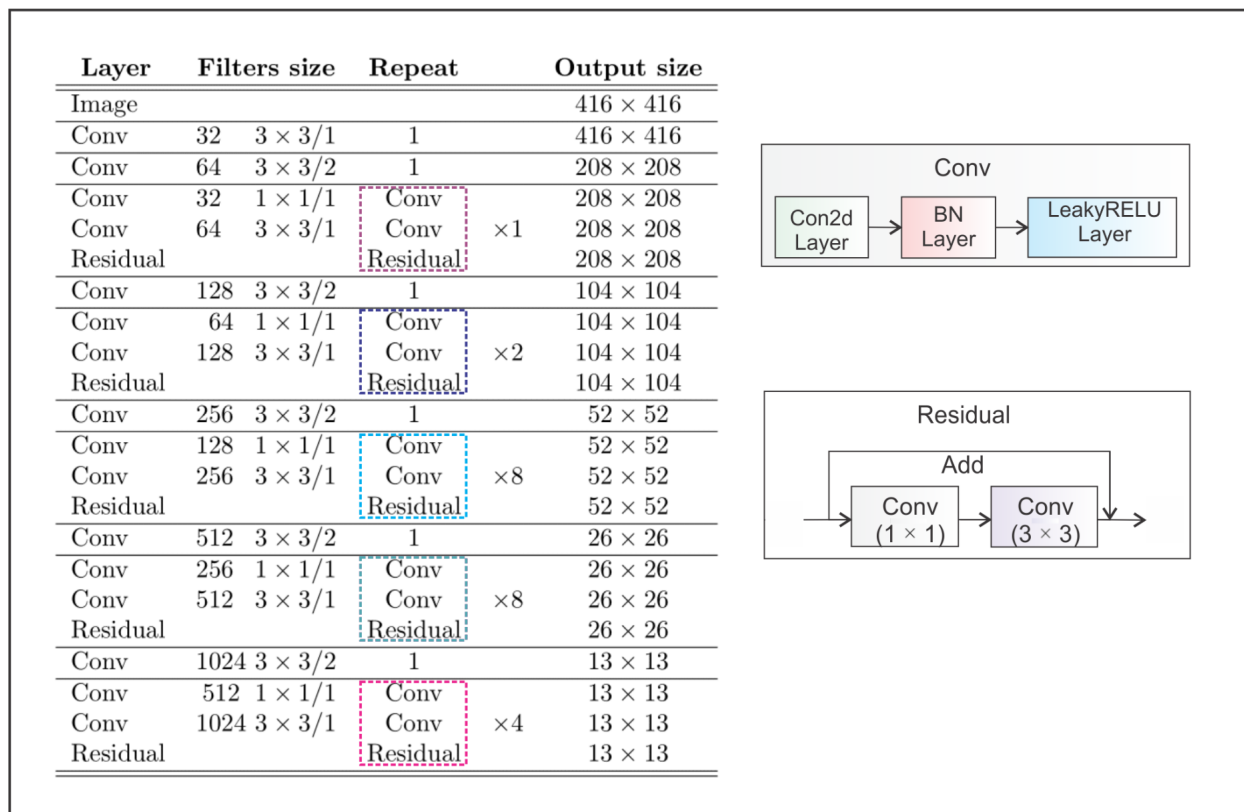 Layer Filters size Repeat Output size
Image 416 × 416
Conv 32 3 × 3/1 1 416 × 416
Conv 64 3 × 3/2 1 208 × 208
Conv 32 1 × 1/1 Conv 208 × 208
Conv 64 3 × 3/1 Conv ×1 208 × 208
Residual Residual 208 × 208
Conv 128 3 × 3/2 1 104 × 104
Conv 64 1 × 1/1 Conv 104 × 104
Conv 128 3 × 3/1 Conv ×2 104 × 104
Residual Residual 104 × 104
Conv 256 3 × 3/2 1 52 × 52
Conv 128 1 × 1/1 Conv 52 × 52
Conv 256 3 × 3/1 Conv ×8 52 × 52
Residual Residual 52 × 52
Conv 512 3 × 3/2 1 26 × 26
Conv 256 1 × 1/1 Conv 26 × 26
Conv 512 3 × 3/1 Conv ×8 26 × 26
Residual Residual 26 × 26
Conv 1024 3 × 3/2 1 13 × 13
Conv 512 1 × 1/1 Conv 13 × 13
Conv 1024 3 × 3/1 Conv ×4 13 × 13
Residual Residual 13 × 13
Conv
Con2d
Layer
BN
Layer
LeakyRELU
Layer
Residual
Add
Conv
(1 × 1)
Conv
(3 × 3)